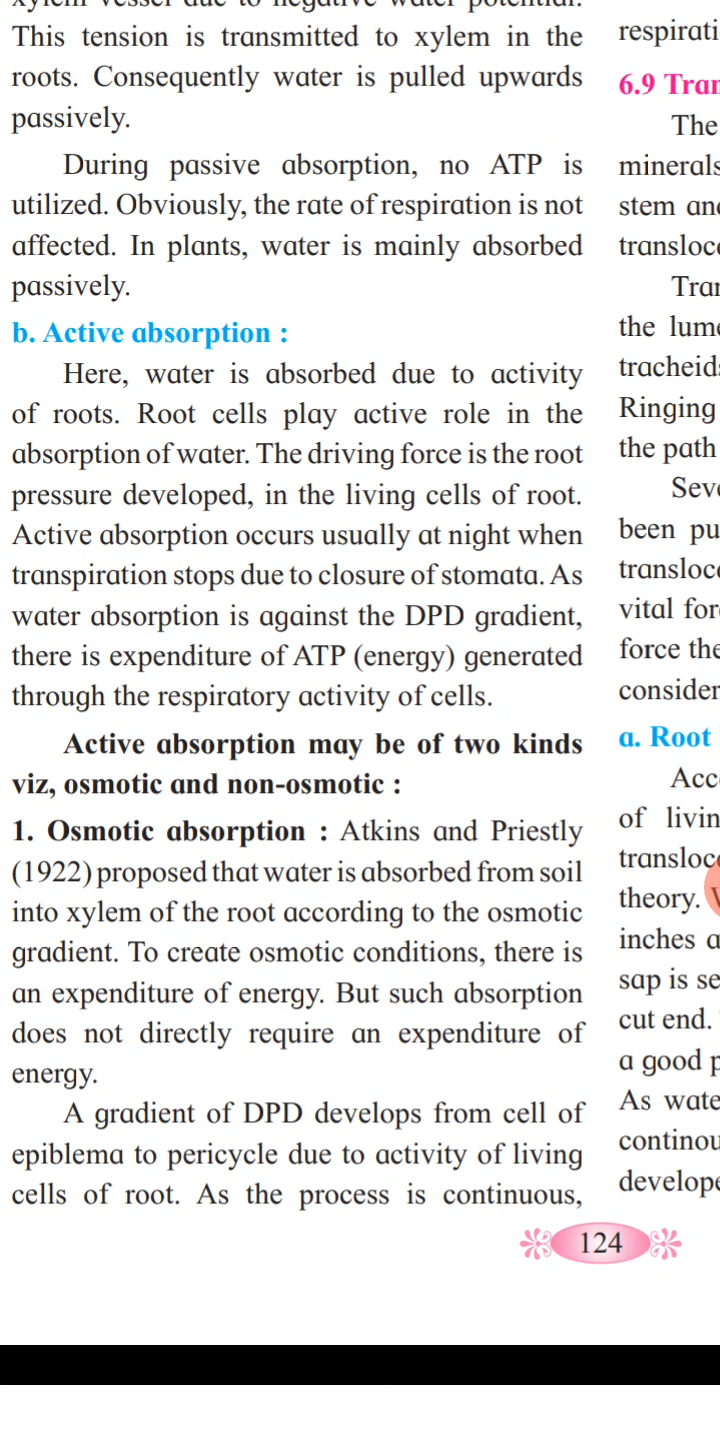 xylem vessel due to negative water potential.
This tension is transmitted to xylem in the
roots. Consequently water is pulled upwards
passively.
During passive absorption, no ATP is
utilized. Obviously, the rate of respiration is not
affected. In plants, water is mainly absorbed
passively.
b. Active absorption :
Here, water is absorbed due to activity
of roots. Root cells play active role in the
absorption of water. The driving force is the root
pressure developed, in the living cells of root.
Active absorption occurs usually at night when
transpiration stops due to closure of stomata. As
water absorption is against the DPD gradient,
there is expenditure of ATP (energy) generated
through the respiratory activity of cells.
Active absorption may be of two kinds
viz, osmotic and non-osmotic :
1. Osmotic absorption : Atkins and Priestly
(1922) proposed that water is absorbed from soil
into xylem of the root according to the osmotic
gradient. To create osmotic conditions, there is
an expenditure of energy. But such absorption
does not directly require an expenditure of
energy.
A gradient of DPD develops from cell of
epiblema to pericycle due to activity of living
cells of root. As the process is continuous,
respirati
6.9 Tran
The
minerals
stem an
transloc
Tran
the lum
tracheid
Ringing
the path
Sev
been pu
transloc
vital for
force the
consider
a. Root
Acc
of livin
transloc
theory.
inches a
sap is se
cut end.
a good p
As wate
continou
develope
124